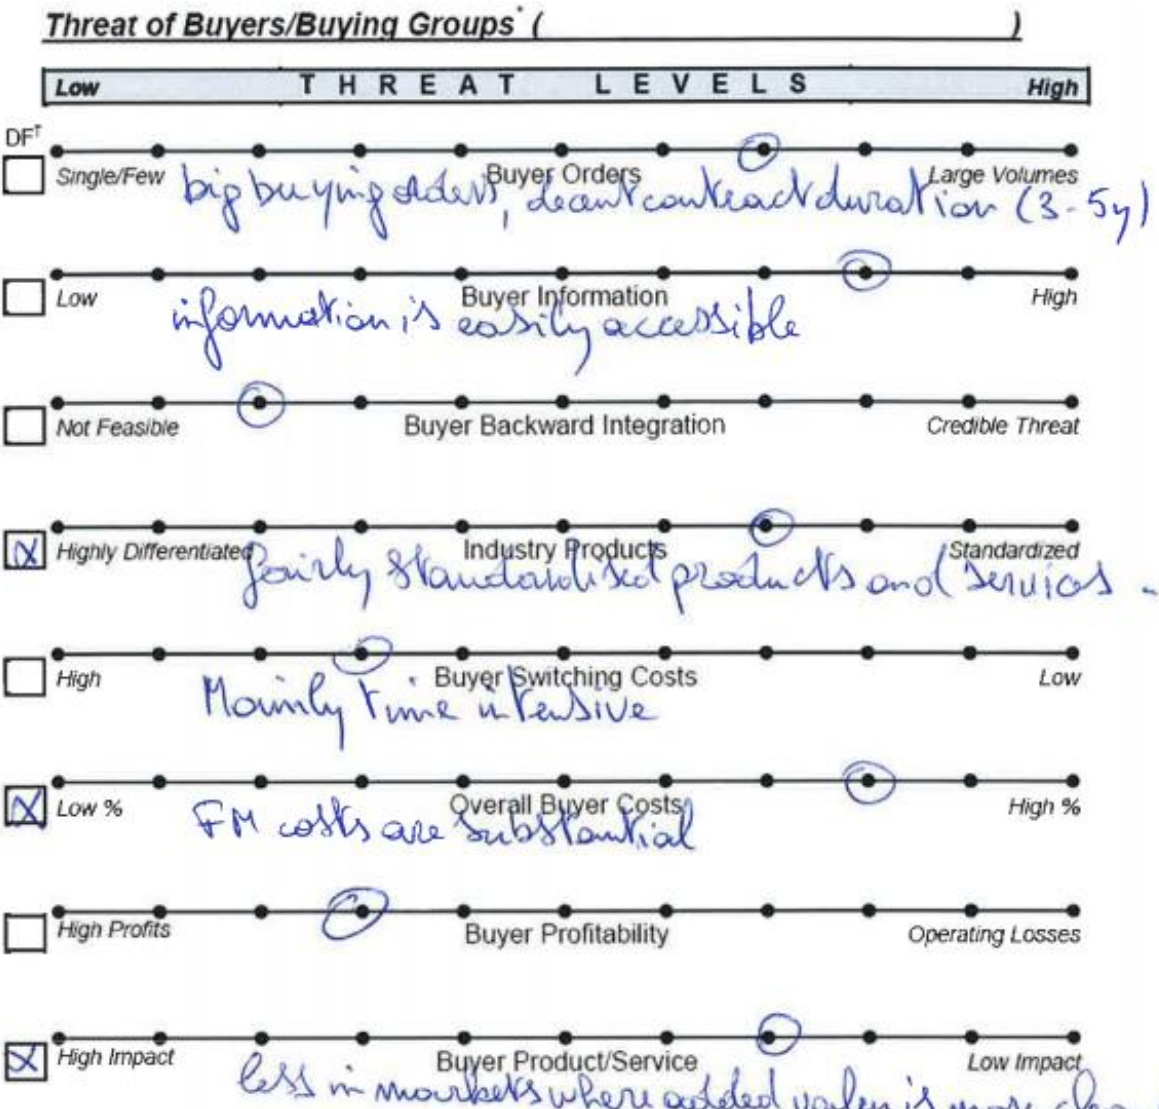 Threat of Buyers/Buying Groups* ( )
Low THREAT LEVELS High
DF†
Single/Few Buyer Orders Large Volumes
big buying orders, decent contract duration (3-5y)
Low Buyer Information High
information is easily accessible
Not Feasible Buyer Backward Integration Credible Threat
Highly Differentiated Industry Products Standardized
fairly standardised products and services -
High Buyer Switching Costs Low
Mainly time intensive
Low % Overall Buyer Costs High %
FM costs are substantial
High Profits Buyer Profitability Operating Losses
High Impact Buyer Product/Service Low Impact
less in markets where added value is more